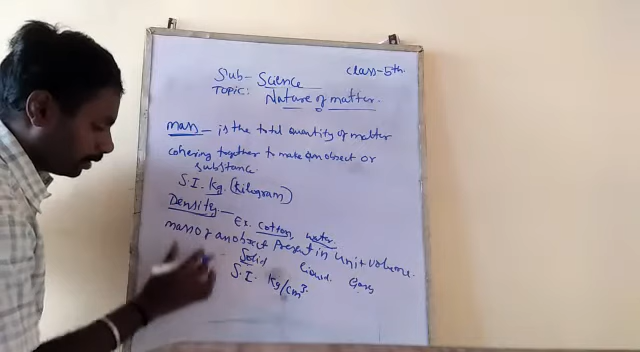 Sub- Science
Class-5th.
TOPIC: Nature of matter.
mass - is the total quantity of matter
cohering together to make an object or
substance.
S.I. Kg. (Kilogram)
Density -
Ex. Cotton, water.
mass of an object Present in unit volume.
Solid Liquid Gas
S.I. Kg/cm³.